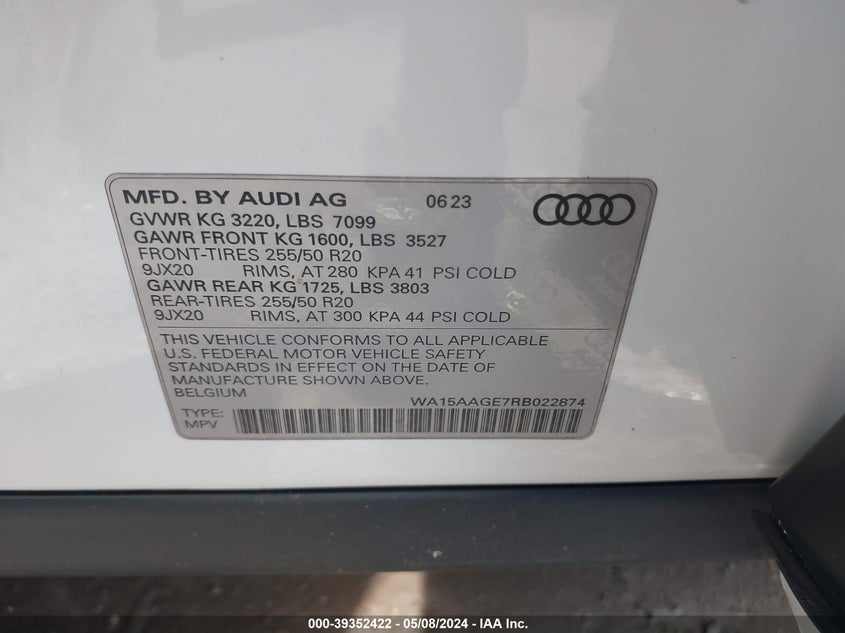 MFD. BY AUDI AG 06 23
GVWR KG 3220, LBS 7099
GAWR FRONT KG 1600, LBS 3527
FRONT-TIRES 255/50 R20
9JX20 RIMS, AT 280 KPA 41 PSI COLD
GAWR REAR KG 1725, LBS 3803
REAR-TIRES 255/50 R20
9JX20 RIMS, AT 300 KPA 44 PSI COLD
THIS VEHICLE CONFORMS TO ALL APPLICABLE
U.S. FEDERAL MOTOR VEHICLE SAFETY
STANDARDS IN EFFECT ON THE DATE OF
MANUFACTURE SHOWN ABOVE.
BELGIUM WA15AAGE7RB022874
TYPE:
MPV
000-39352422 - 05/08/2024 - IAA Inc.